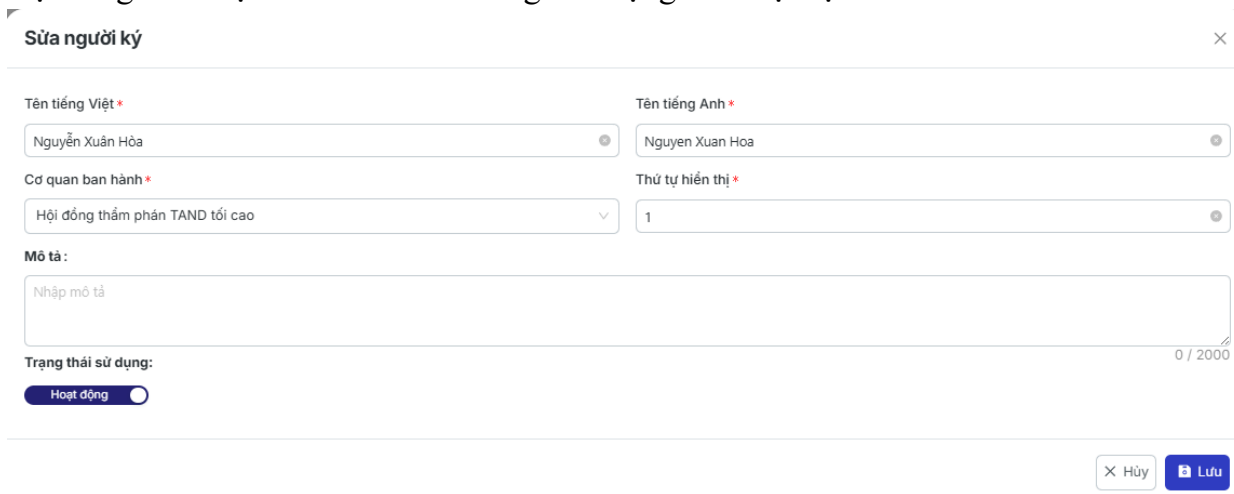 Sửa người ký
Tên tiếng Việt *
Tên tiếng Anh *
Nguyễn Xuân Hòa
Nguyen Xuan Hoa
Cơ quan ban hành *
Thứ tự hiển thị *
Hội đồng thẩm phán TAND tối cao
1
Mô tả :
Nhập mô tả
0 / 2000
Trạng thái sử dụng:
Hoạt động
Hủy
Lưu